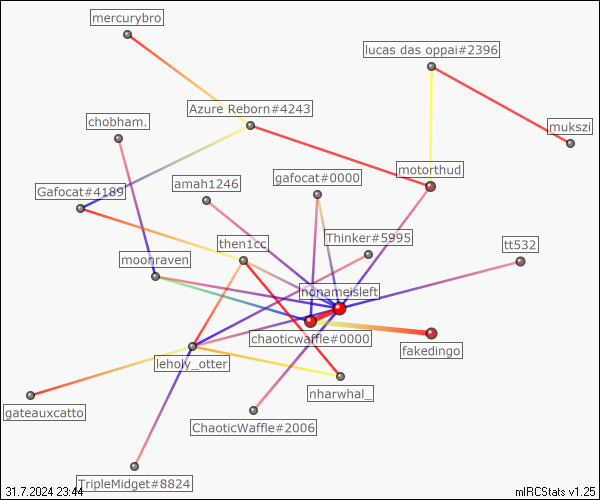 mercurybro
lucas das oppai#2396
Azure Reborn#4243
chobham.
mukszi
motorthud
gafocat#0000
amah1246
Gafocat#4189
Thinker#5995
then1cc
tt532
moonraven
nonameisleft
chaoticwaffle#0000
fakedingo
leholy_otter
nharwhal_
gateauxcatto
ChaoticWaffle#2006
TripleMidget#8824
31.7.2024 23:44
mIRCStats v1.25